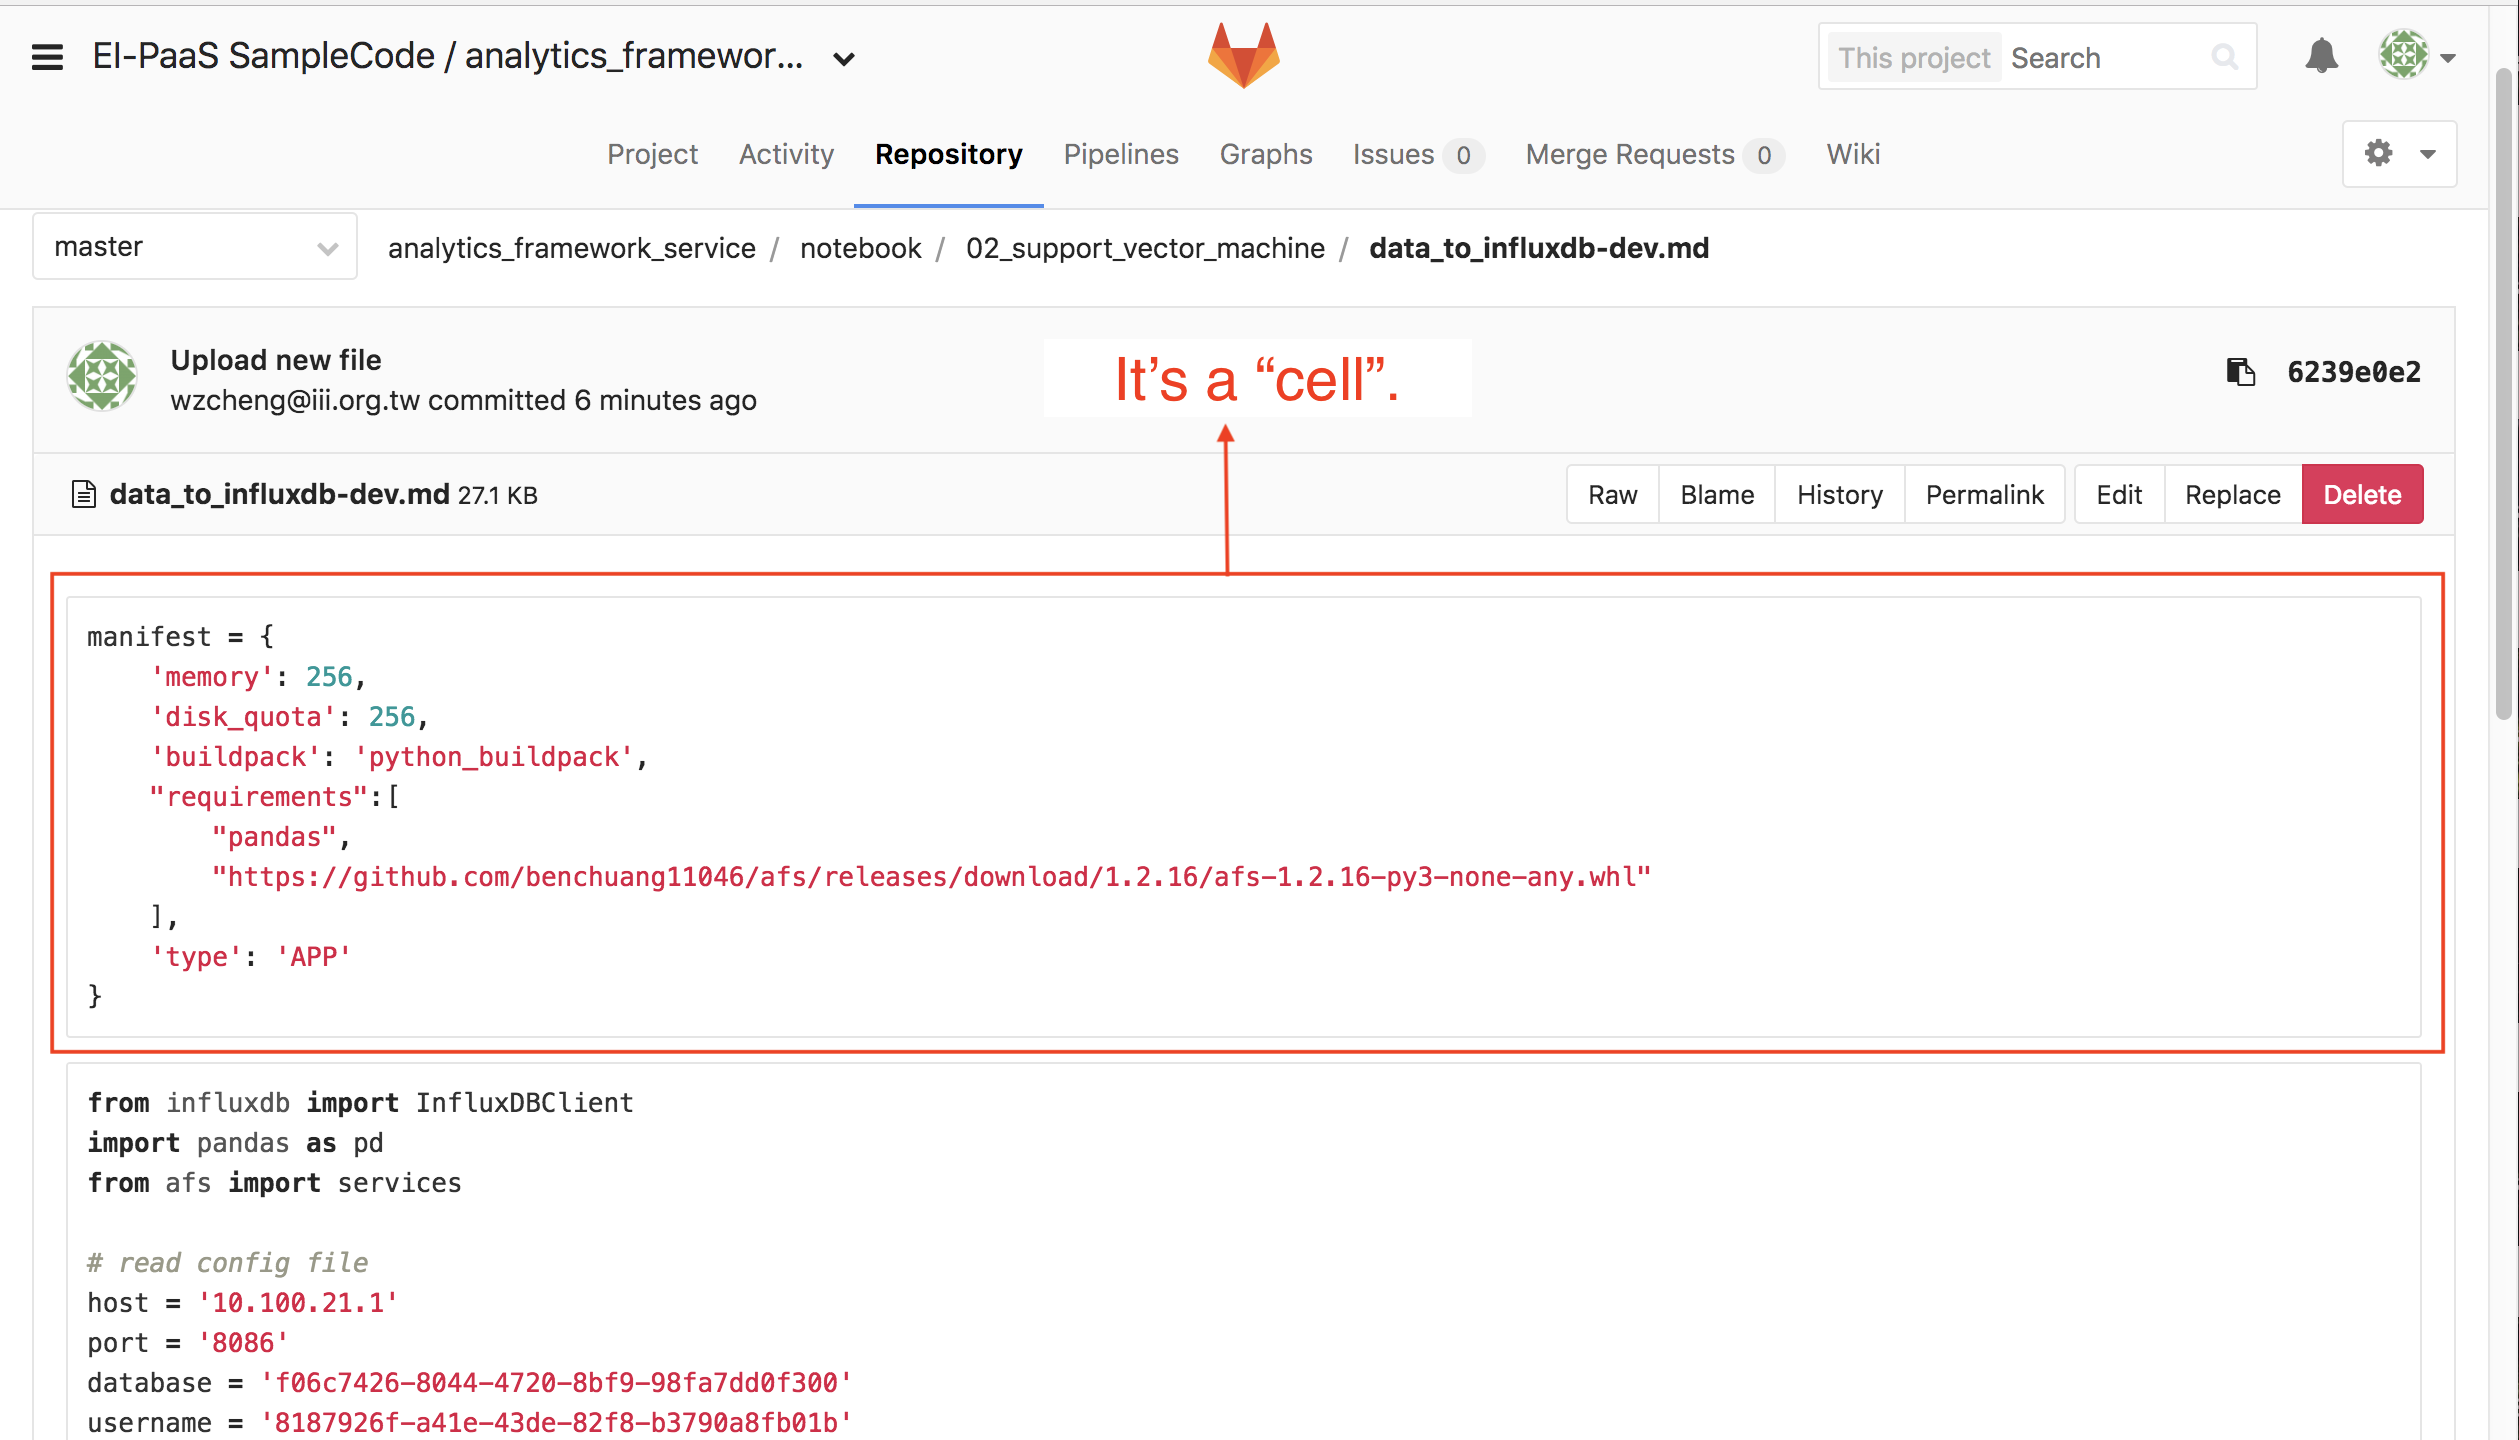 EI-PaaS SampleCode / analytics_framewor...
This project Search
Project Activity Repository Pipelines Graphs Issues 0 Merge Requests 0 Wiki
master analytics_framework_service / notebook / 02_support_vector_machine / data_to_influxdb-dev.md
Upload new file
wzcheng@iii.org.tw committed 6 minutes ago
It's a “cell”.
6239e0e2
data_to_influxdb-dev.md 27.1 KB
Raw Blame History Permalink Edit Replace Delete
manifest = {
    'memory': 256,
    'disk_quota': 256,
    'buildpack': 'python_buildpack',
    "requirements":[
        "pandas",
        "https://github.com/benchuang11046/afs/releases/download/1.2.16/afs-1.2.16-py3-none-any.whl"
    ],
    'type': 'APP'
}
from influxdb import InfluxDBClient
import pandas as pd
from afs import services
# read config file
host = '10.100.21.1'
port = '8086'
database = 'f06c7426-8044-4720-8bf9-98fa7dd0f300'
username = '8187926f-a41e-43de-82f8-b3790a8fb01b'